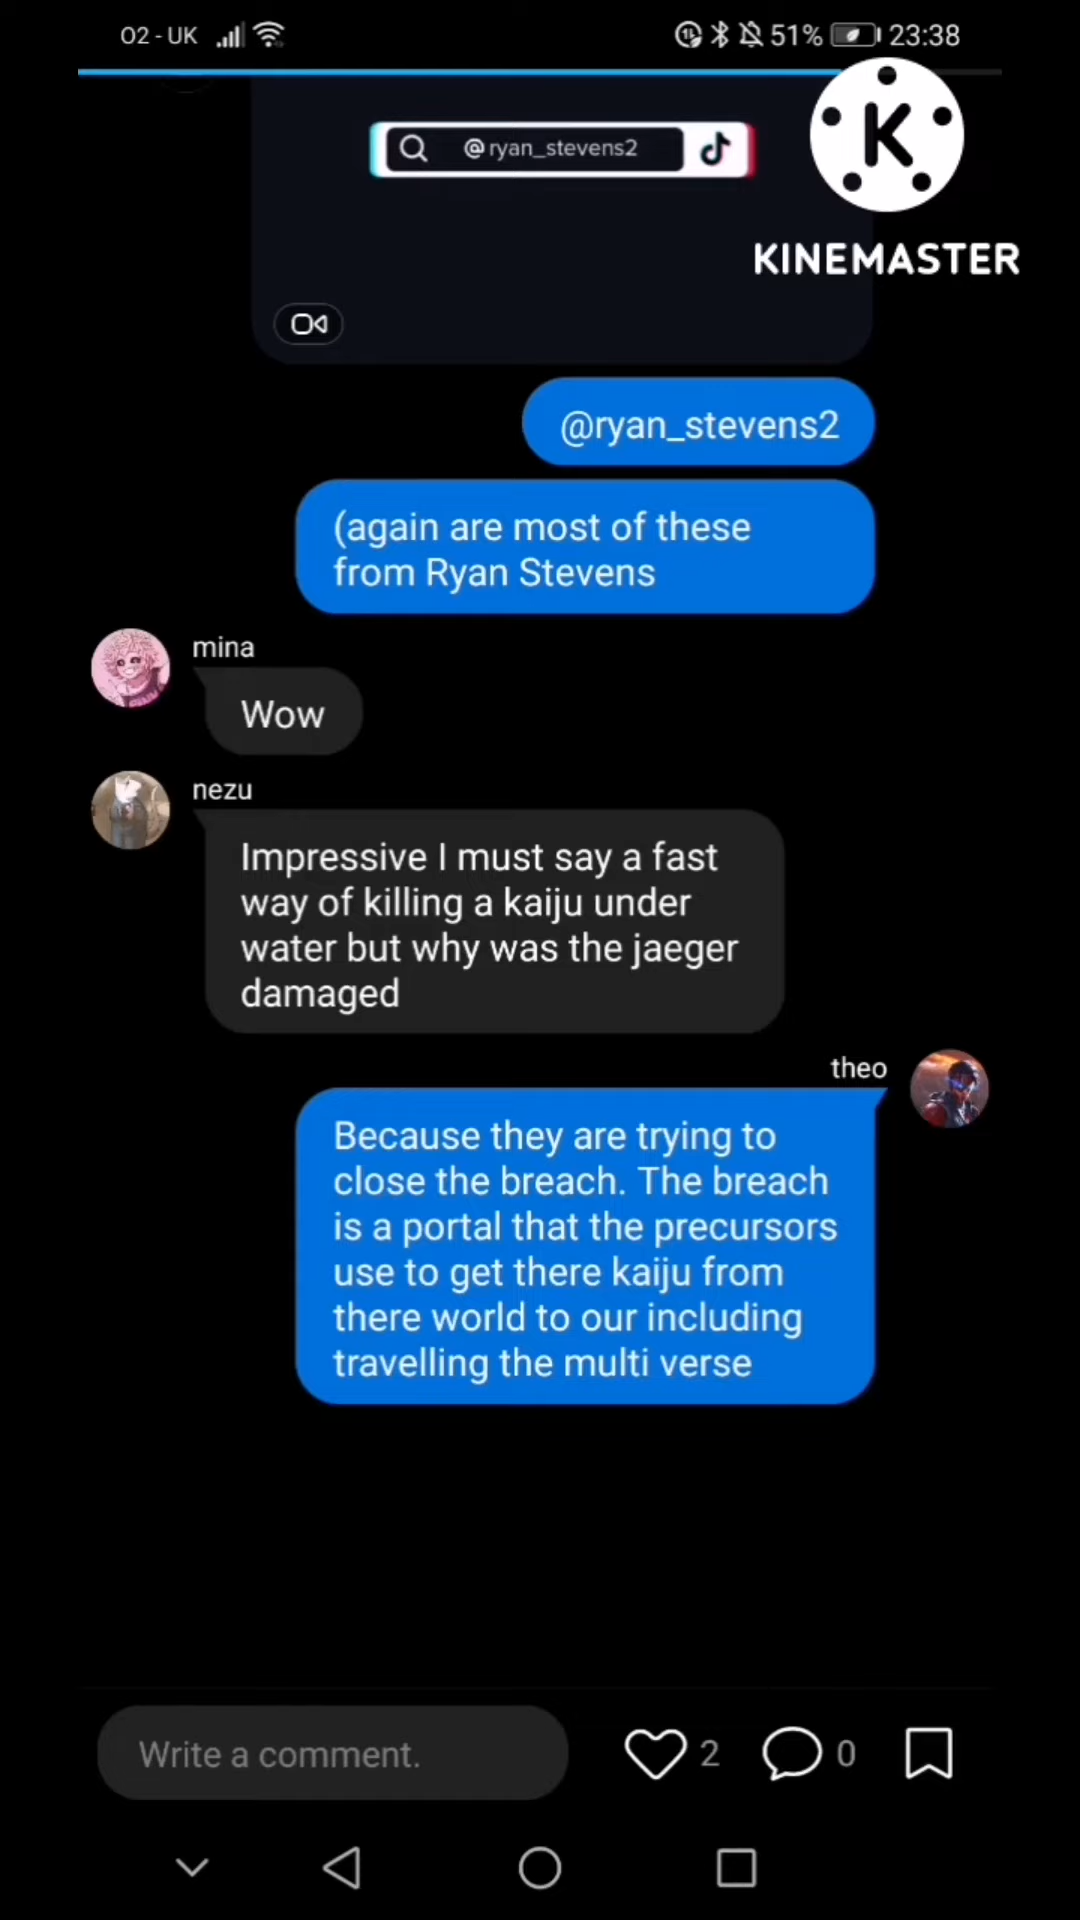 O2 - UK 51% 23:38
@ryan_stevens2
K
KINEMASTER
@ryan_stevens2
(again are most of these
from Ryan Stevens
mina
Wow
nezu
Impressive I must say a fast
way of killing a kaiju under
water but why was the jaeger
damaged
theo
Because they are trying to
close the breach. The breach
is a portal that the precursors
use to get there kaiju from
there world to our including
travelling the multi verse
Write a comment. 2 0